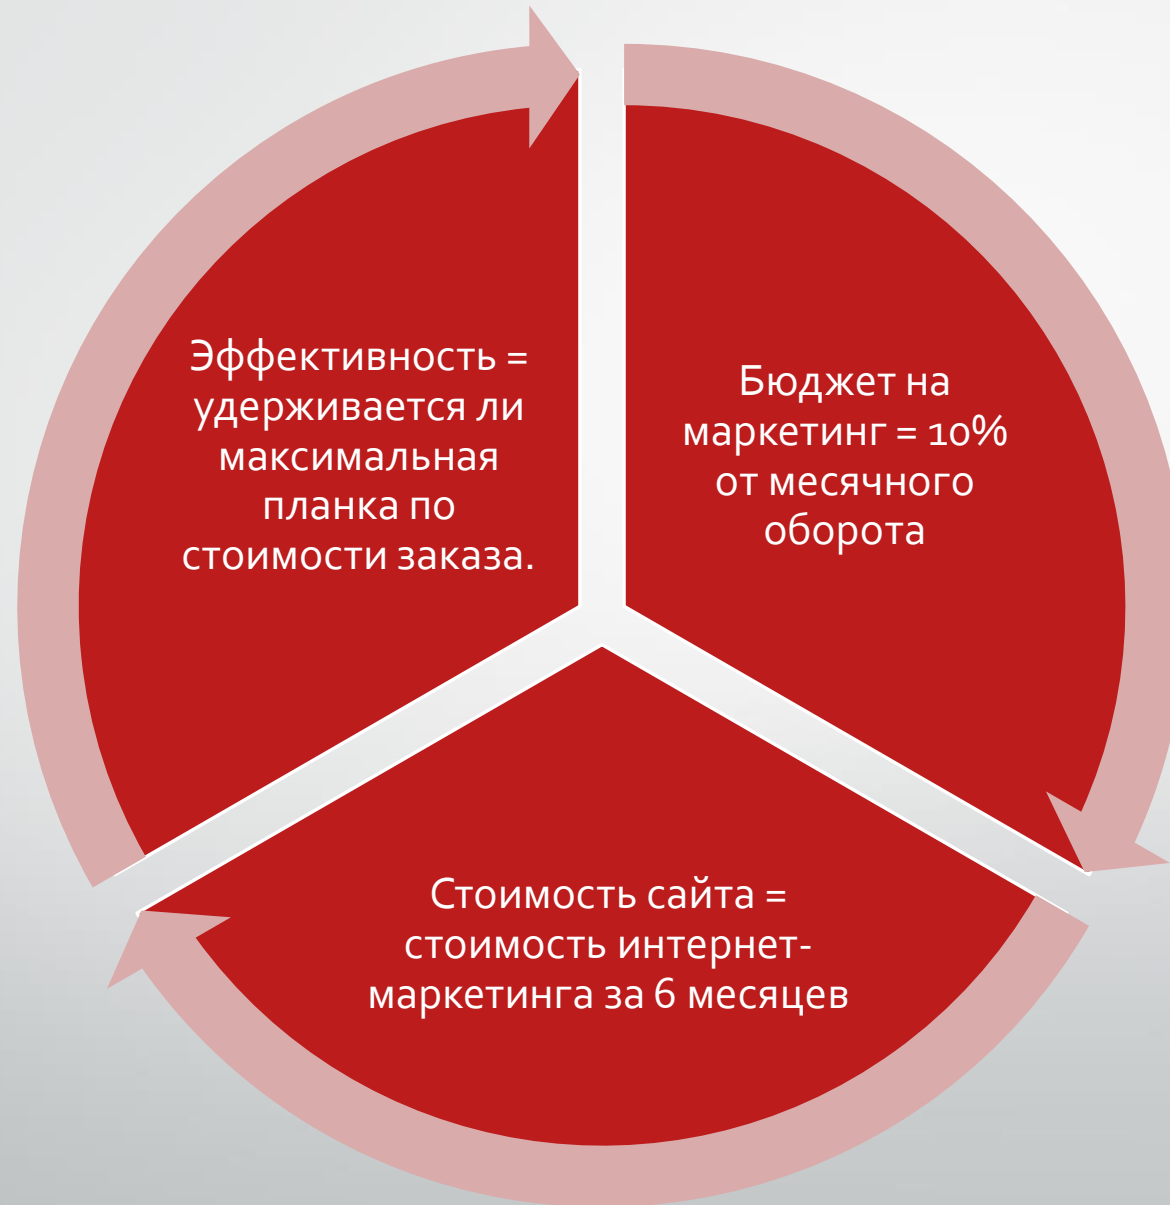 Эффективность =
удерживается ли
максимальная
планка по
стоимости заказа.
Бюджет на
маркетинг = 10%
от месячного
оборота
Стоимость сайта =
стоимость интернет-
маркетинга за 6 месяцев